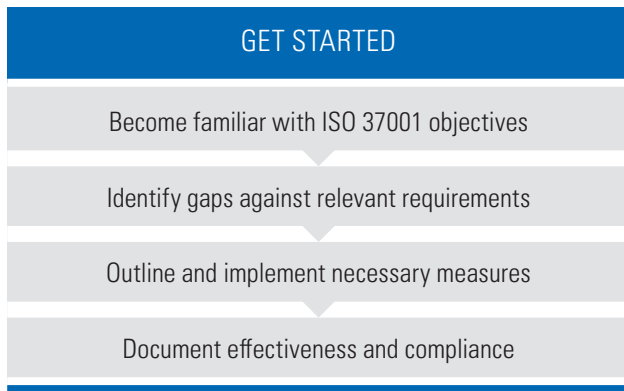 GET STARTED
Become familiar with ISO 37001 objectives
Identify gaps against relevant requirements
Outline and implement necessary measures
Document effectiveness and compliance